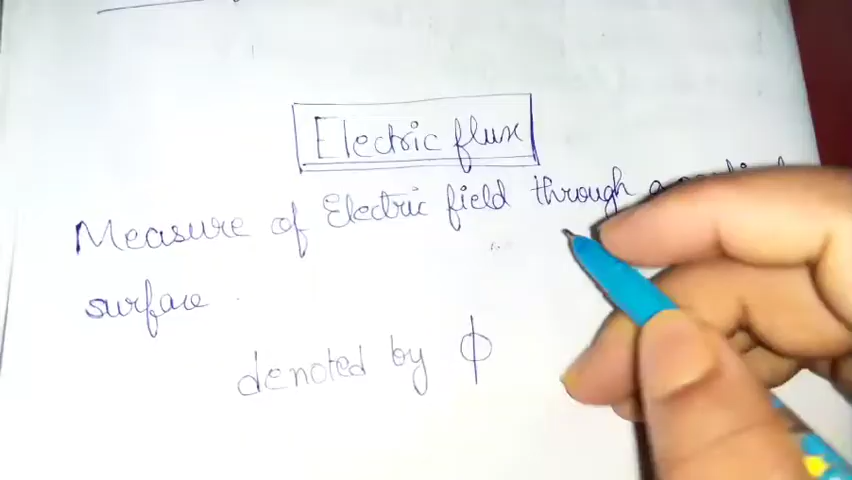 Electric flux
Measure of Electric field through a
surface
denoted by ϕ